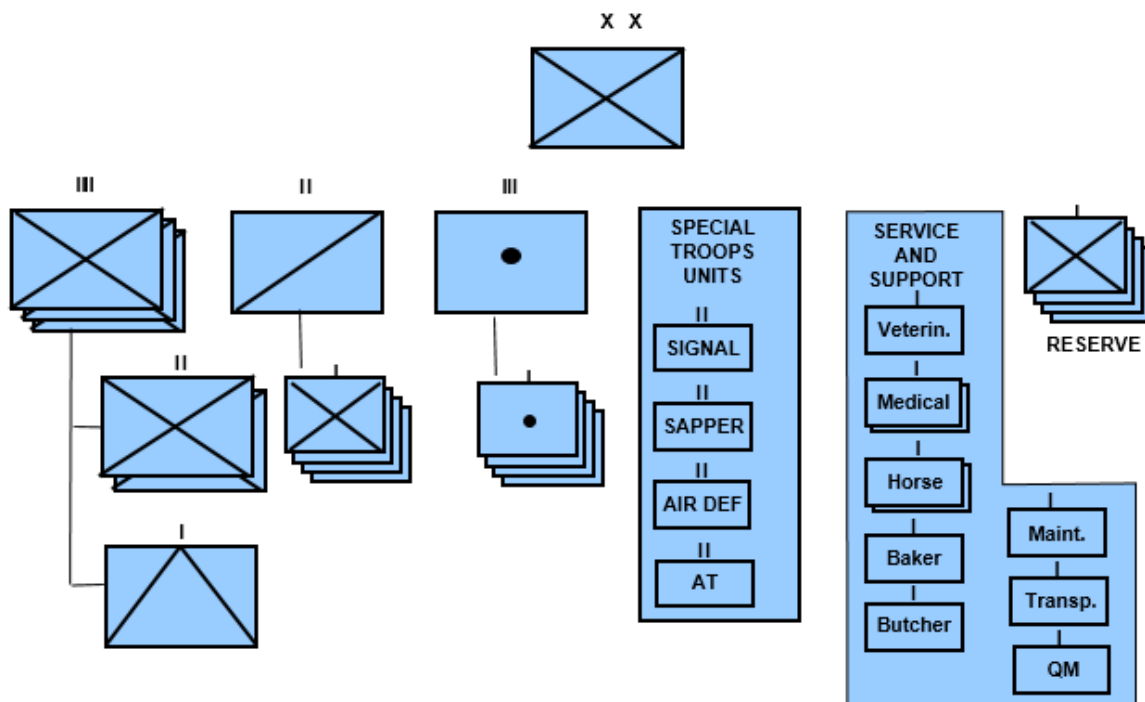 X X
III
II
III
SPECIAL
TROOPS
UNITS
SERVICE
AND
SUPPORT
I
RESERVE
II
SIGNAL
II
SAPPER
II
AIR DEF
II
AT
I
Veterin.
I
Medical
I
Horse
I
Baker
I
Butcher
I
Maint.
I
Transp.
I
QM
II
I
I
I